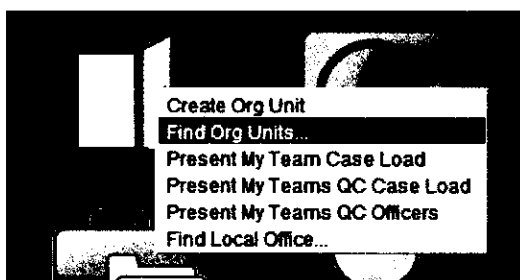 Create Org Unit
Find Org Units...
Present My Team Case Load
Present My Teams QC Case Load
Present My Teams QC Officers
Find Local Office...